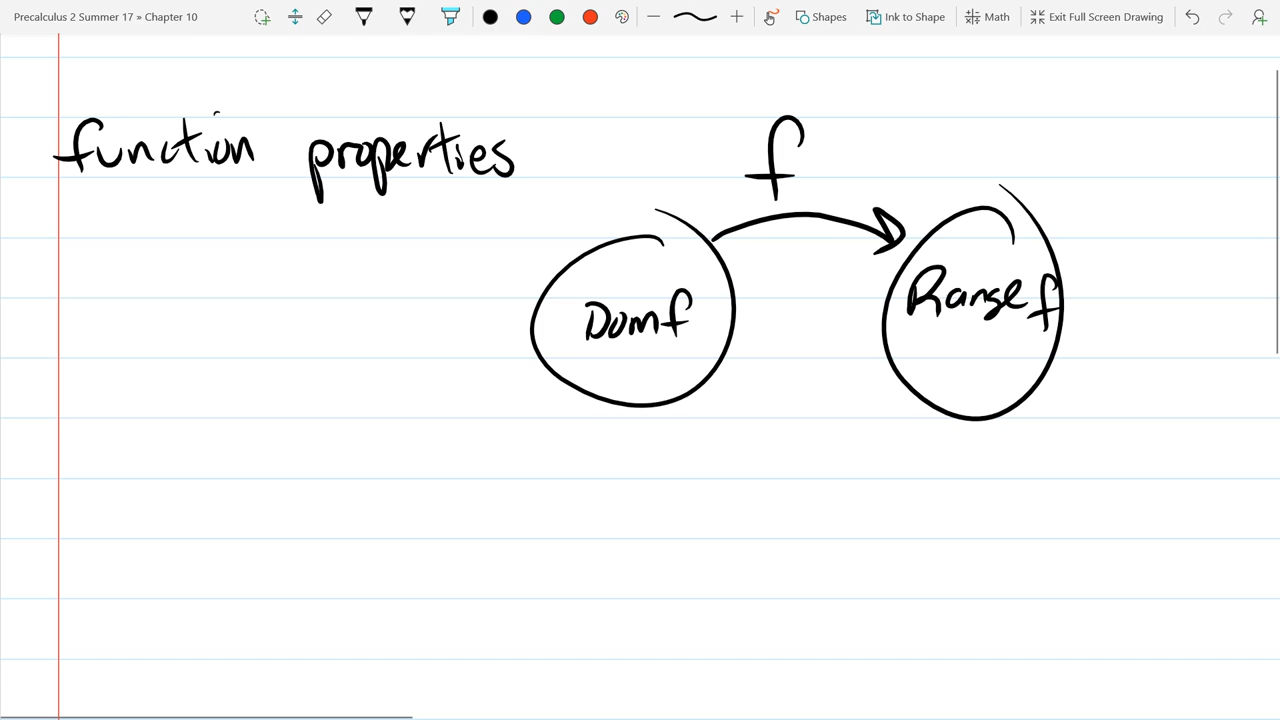 Precalculus 2 Summer 17 » Chapter 10
Shapes
Ink to Shape
Math
Exit Full Screen Drawing
function properties
f
Dom f
Range f